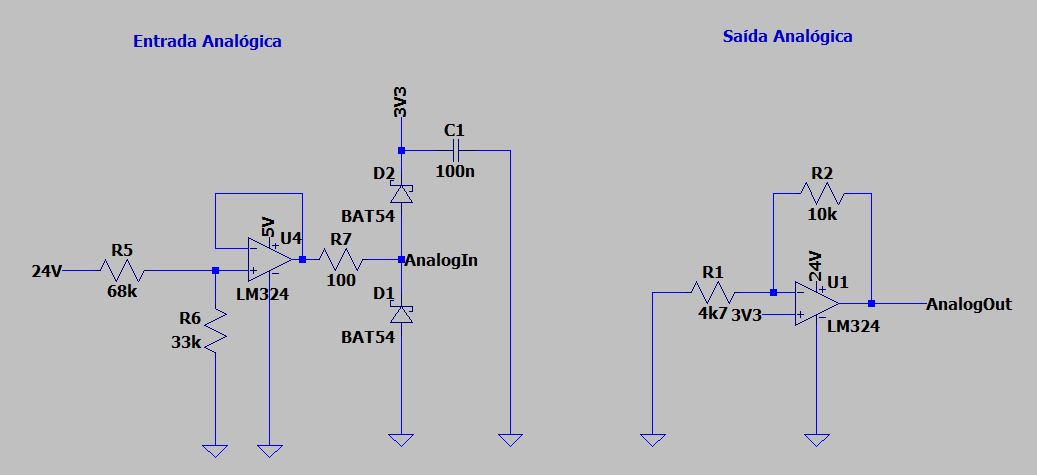 Entrada Analógica
Saída Analógica
3V3
C1
100n
D2
BAT54
5V
U4
R7
100
AnalogIn
24V
R5
68k
LM324
D1
BAT54
R6
33k
R2
10k
24V
U1
R1
4k7
3V3
LM324
AnalogOut